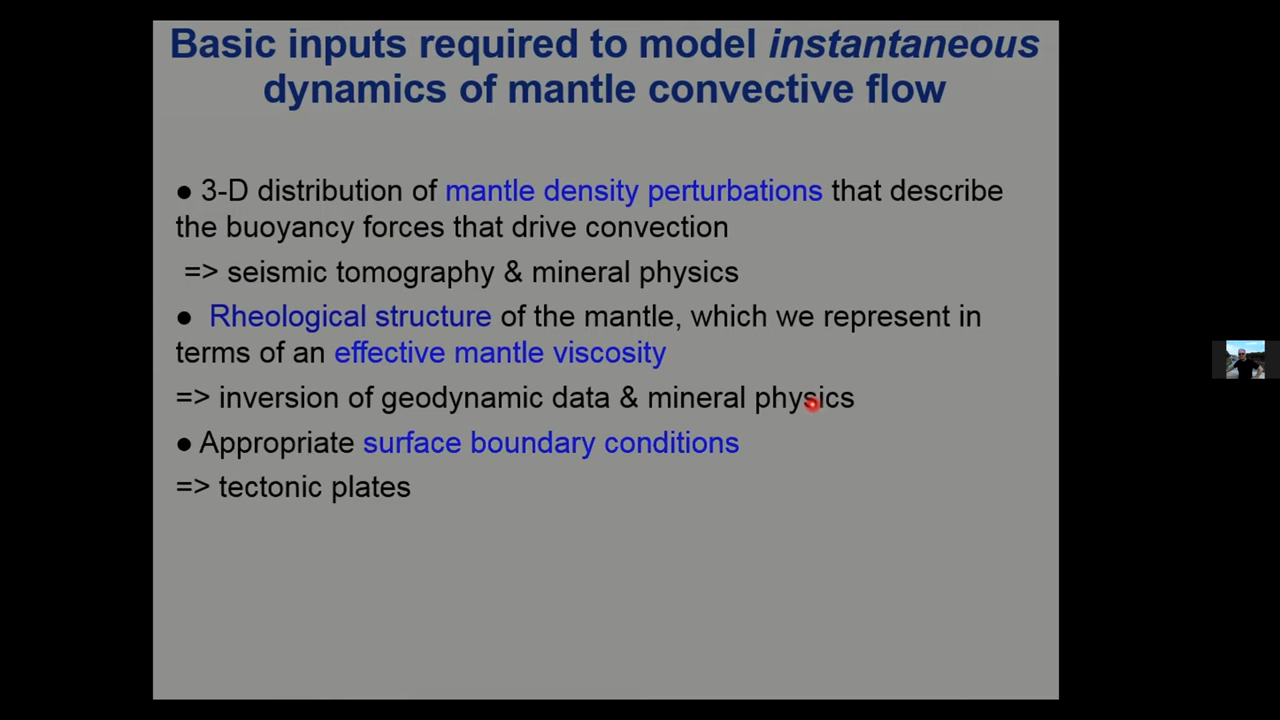 Basic inputs required to model instantaneous
dynamics of mantle convective flow
● 3-D distribution of mantle density perturbations that describe
the buoyancy forces that drive convection
=> seismic tomography & mineral physics
● Rheological structure of the mantle, which we represent in
terms of an effective mantle viscosity
=> inversion of geodynamic data & mineral physics
● Appropriate surface boundary conditions
=> tectonic plates